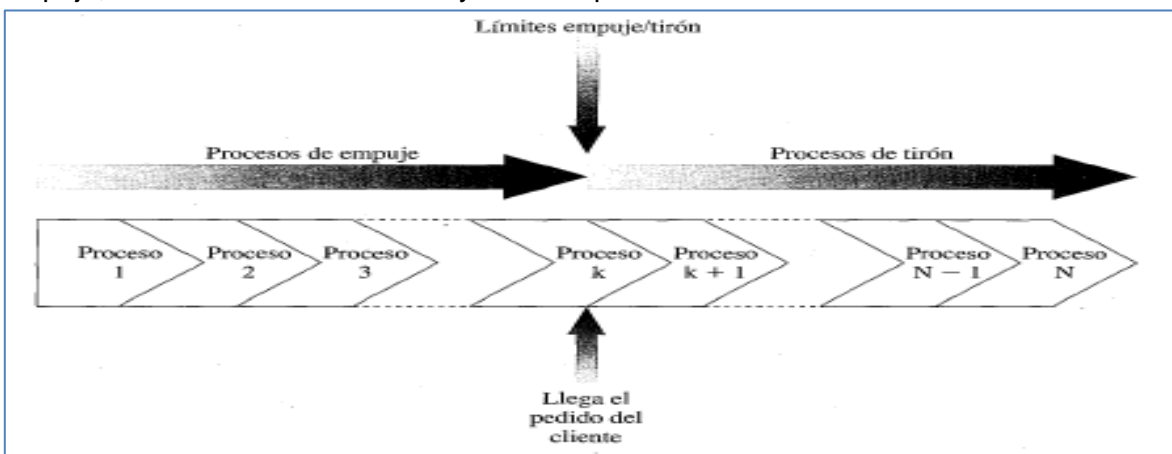 Límites empuje/tirón
Procesos de empuje
Procesos de tirón
Proceso
1
Proceso
2
Proceso
3
Proceso
k
Proceso
k + 1
Proceso
N – 1
Proceso
N
Llega el
pedido del
cliente